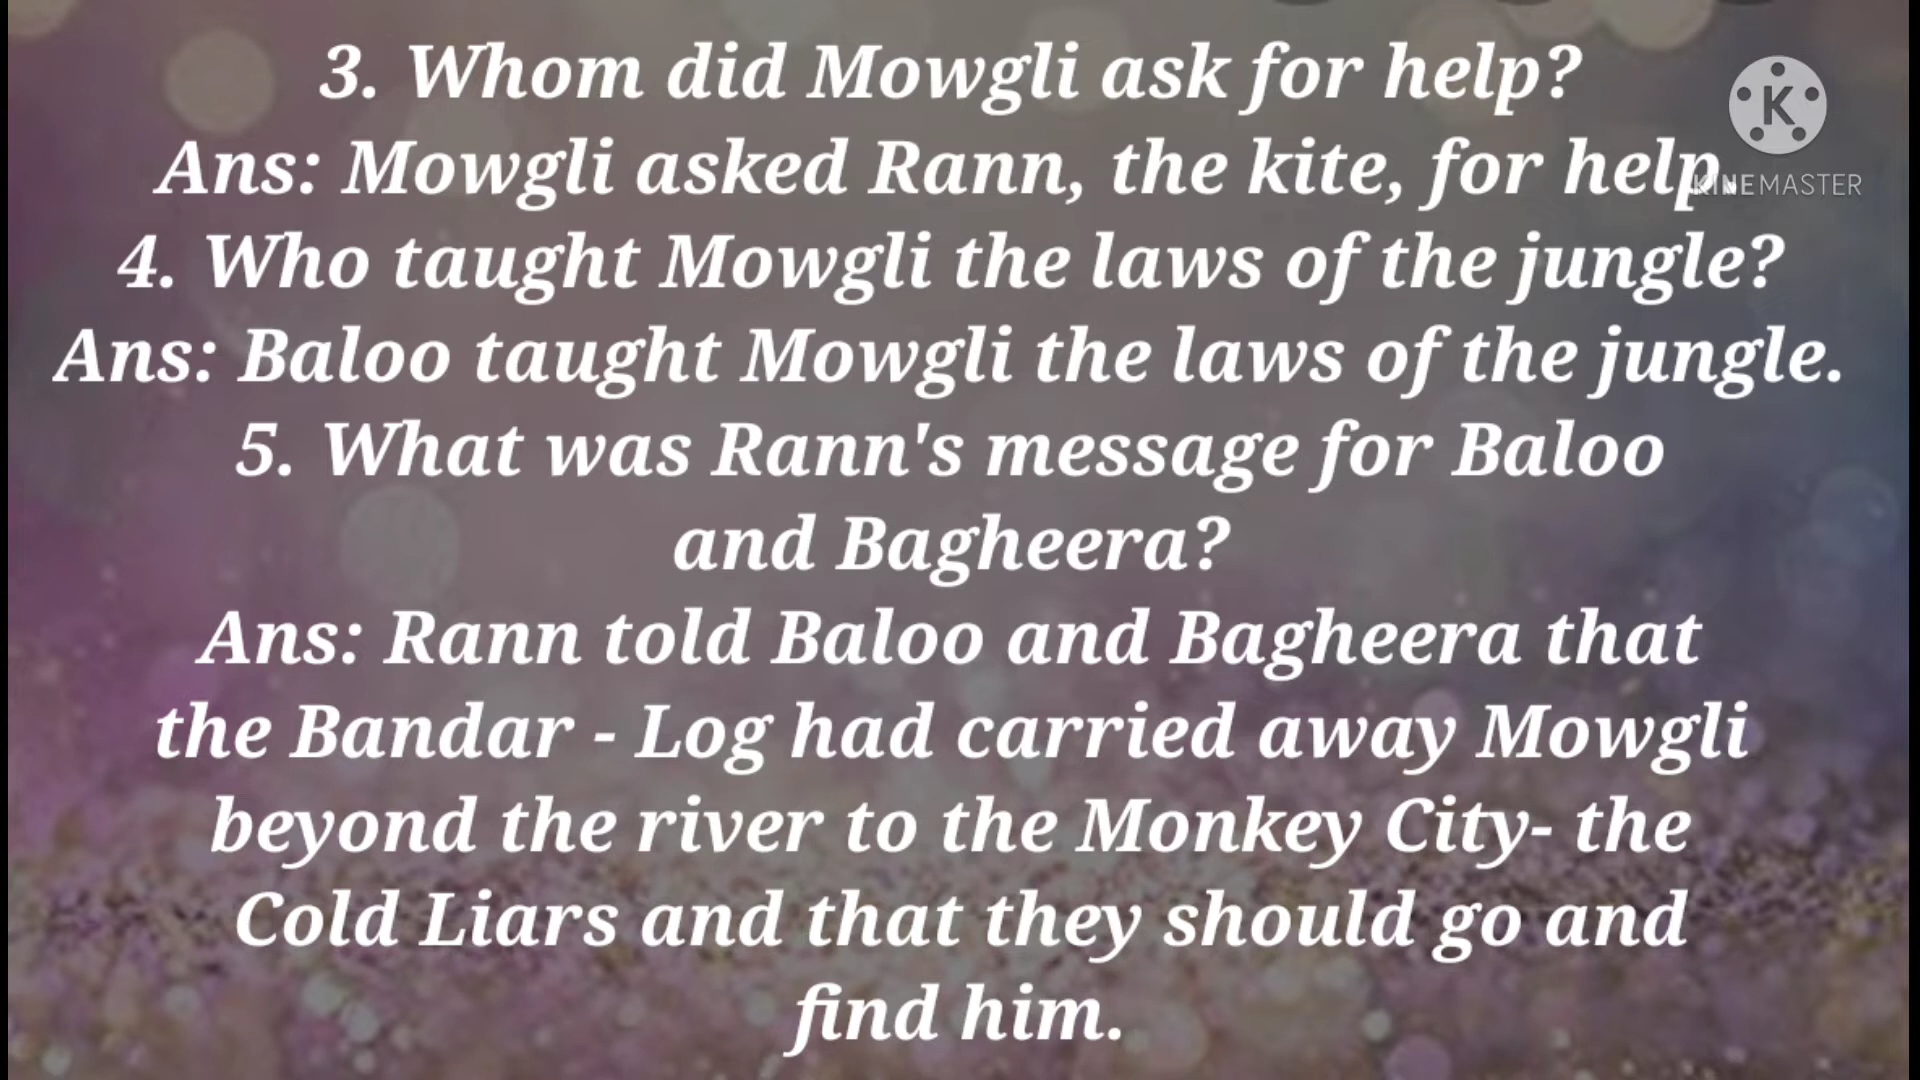 3. Whom did Mowgli ask for help?
Ans: Mowgli asked Rann, the kite, for help.
4. Who taught Mowgli the laws of the jungle?
Ans: Baloo taught Mowgli the laws of the jungle.
5. What was Rann's message for Baloo
and Bagheera?
Ans: Rann told Baloo and Bagheera that
the Bandar - Log had carried away Mowgli
beyond the river to the Monkey City- the
Cold Liars and that they should go and
find him.
K
KINEMASTER